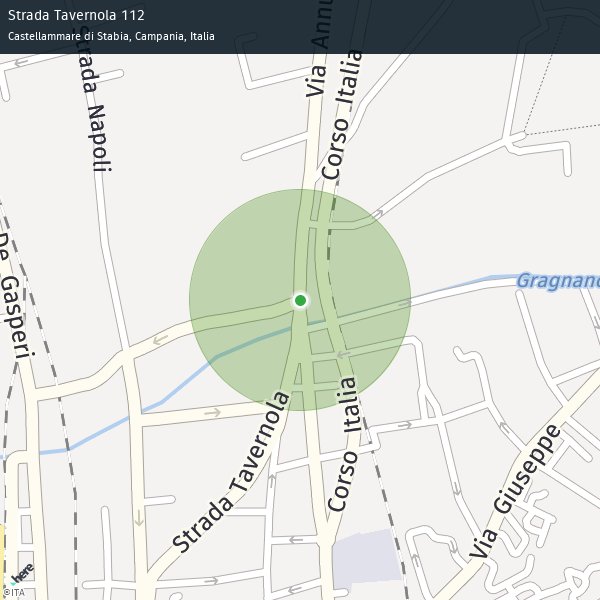 Strada Tavernola 112
Castellammare di Stabia, Campania, Italia
Via Annu
Corso Italia
Strada Napoli
De Gasperi
Gragnano
Strada Tavernola
Corso Italia
Via Giuseppe
here
©ITA